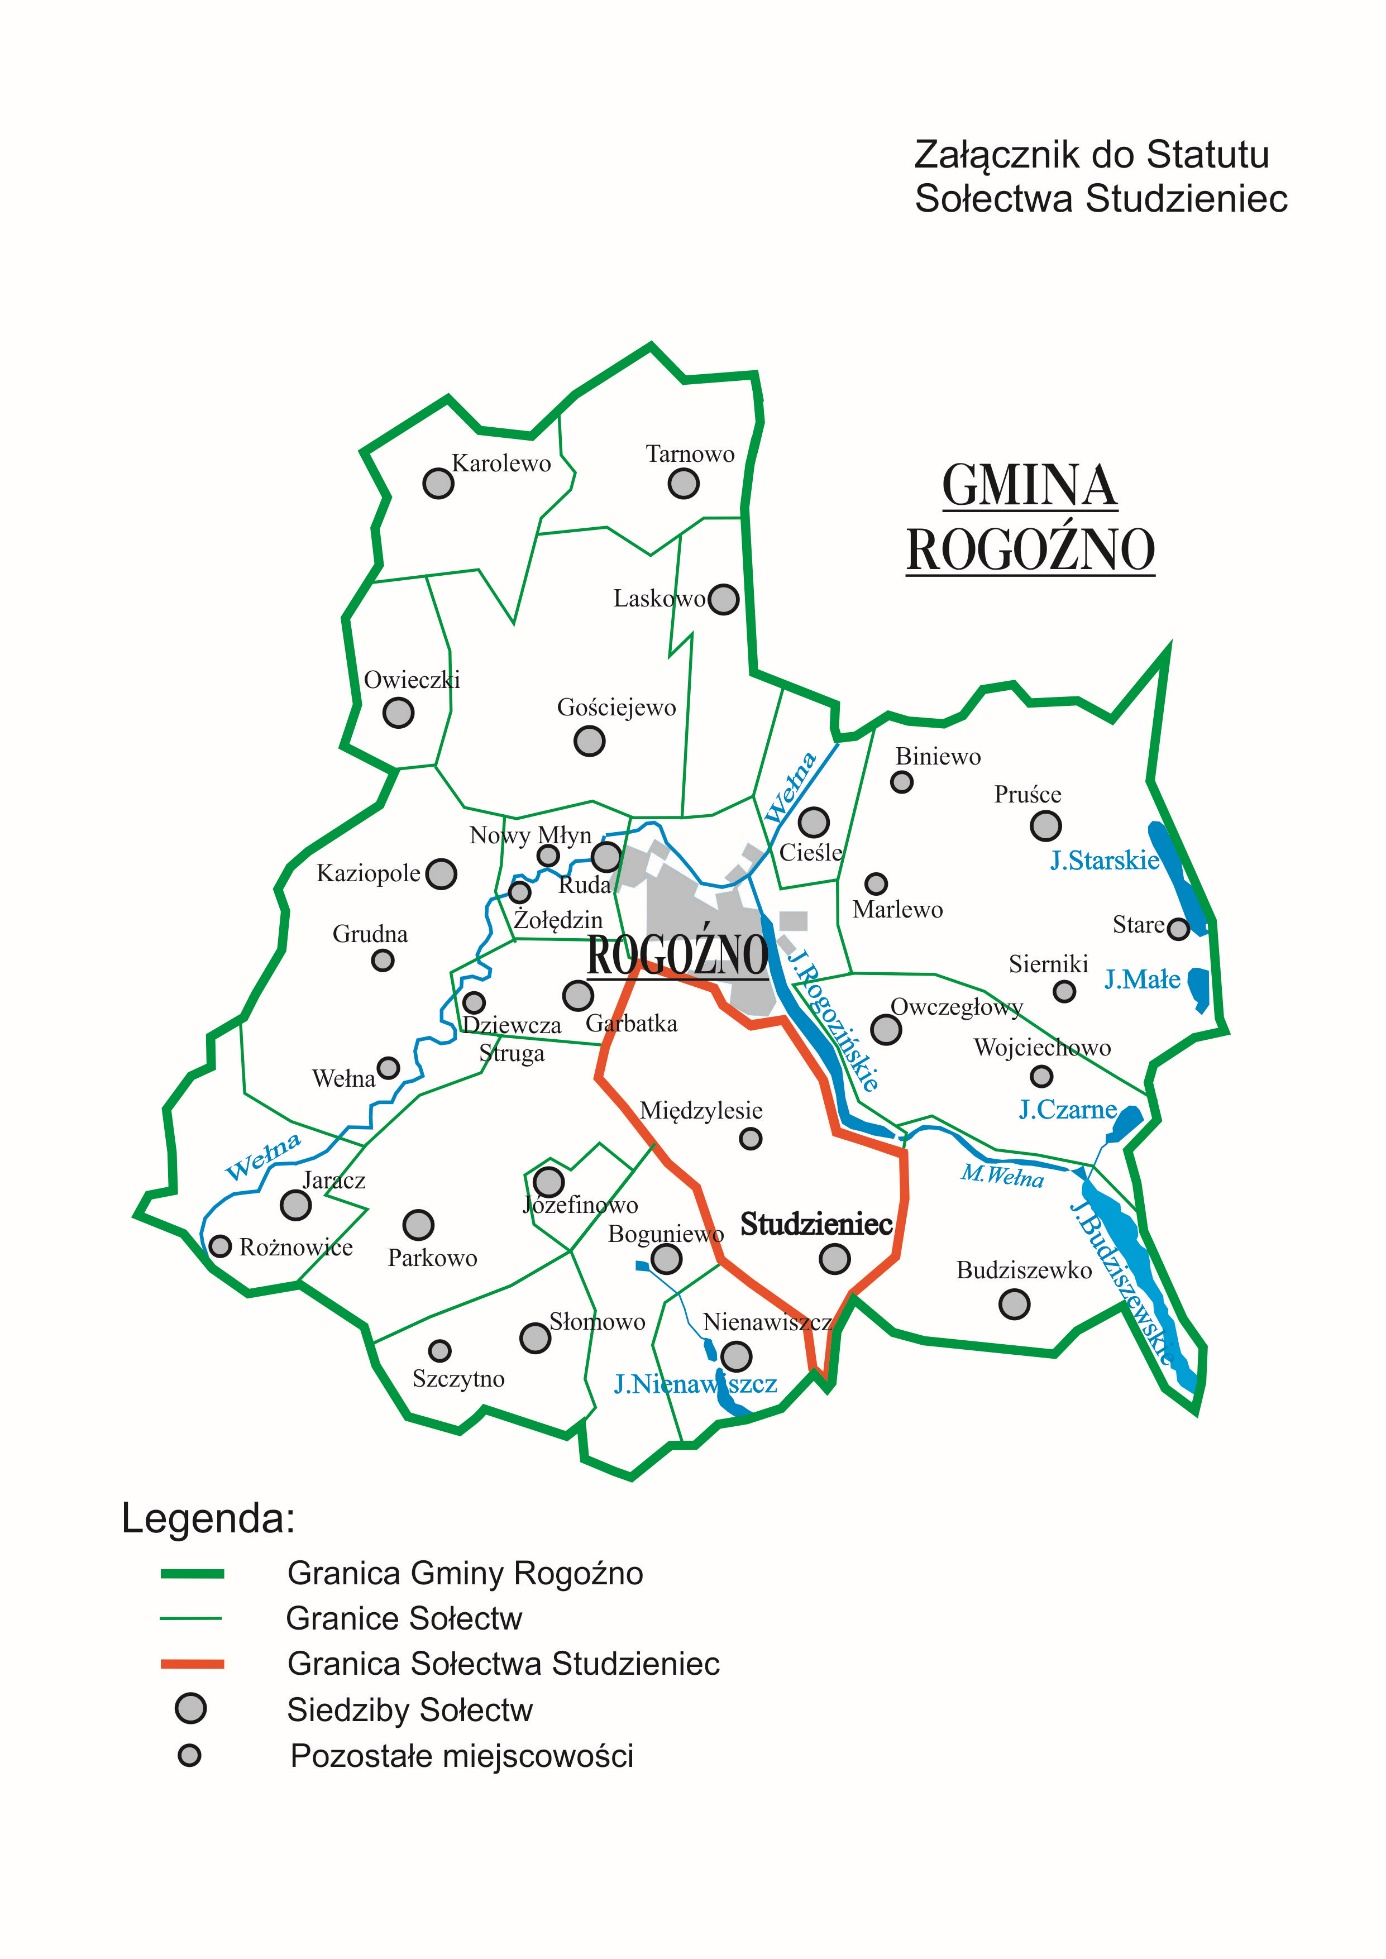 Załącznik do Statutu
Sołectwa Studzieniec
GMINA
ROGOŹNO
Karolewo
Tarnowo
Laskowo
Owieczki
Gościejewo
Wełna
Biniewo
Pruśce
Nowy Młyn
Cieśle
J.Starskie
Kaziopole
Ruda
Marlewo
Żołędzin
Stare
Grudna
ROGOŹNO
J.Rogozińskie
Sierniki
J.Małe
Owczegłowy
Dziewcza
Struga
Garbatka
Wojciechowo
Wełna
J.Czarne
Międzylesie
Wełna
M.Wełna
Jaracz
Józefinowo
J.Budziszewskie
Studzieniec
Boguniewo
Rożnowice
Parkowo
Budziszewko
Słomowo
Nienawiszcz
Szczytno
J.Nienawiszcz
Legenda:
Granica Gminy Rogoźno
Granice Sołectw
Granica Sołectwa Studzieniec
Siedziby Sołectw
Pozostałe miejscowości